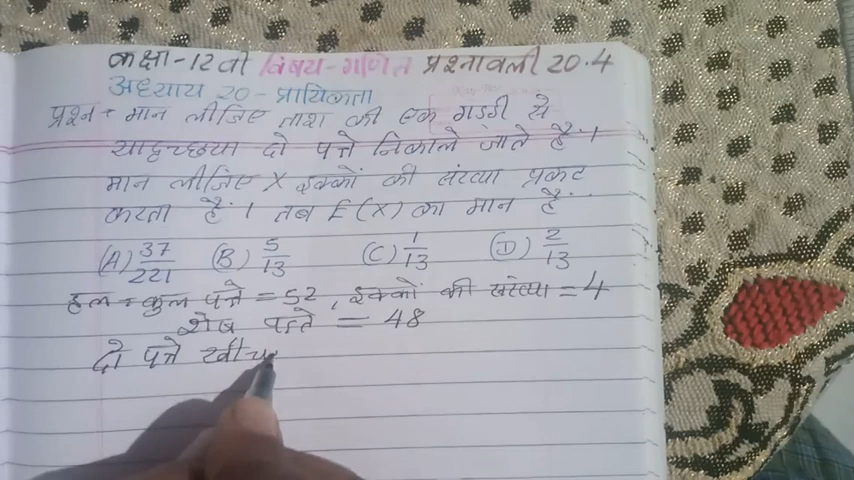 कक्षा-12वी विषय-गणित प्रश्नावली 20.4
अध्याय 20-प्रायिकता
प्रश्न÷ मान लीजिए ताश की एक गड्डी से
यादृच्छया दो पत्ते निकाले जाते हैं।
मान लीजिए X इक्कों की संख्या प्रकट
करता है। तब E(X) का मान है
(A) 37/221 (B) 5/13 (C) 1/13 (D) 2/13
हल÷ कुल पत्ते = 52, इक्कों की संख्या = 4
शेष पत्ते = 48
दो पत्ते खींच